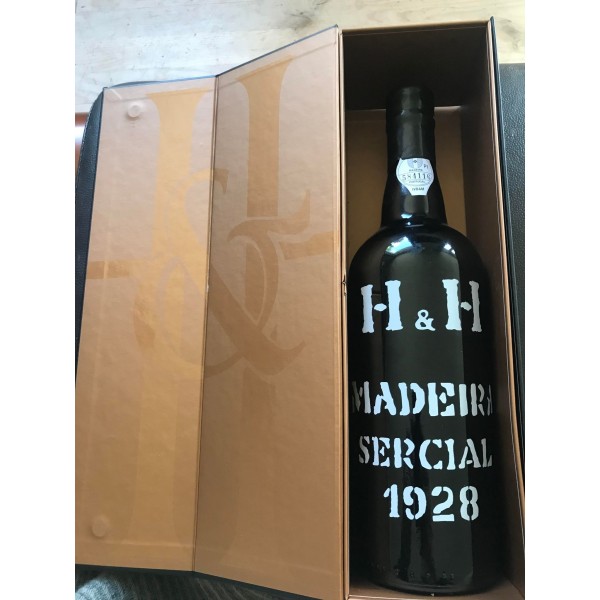 H & H
H & H
MADEIRA
SERCIAL
1928